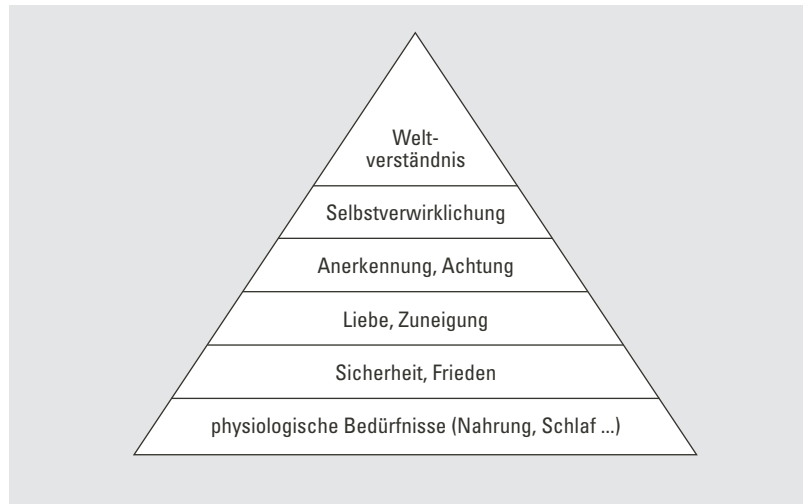 Welt-
verständnis
Selbstverwirklichung
Anerkennung, Achtung
Liebe, Zuneigung
Sicherheit, Frieden
physiologische Bedürfnisse (Nahrung, Schlaf ...)